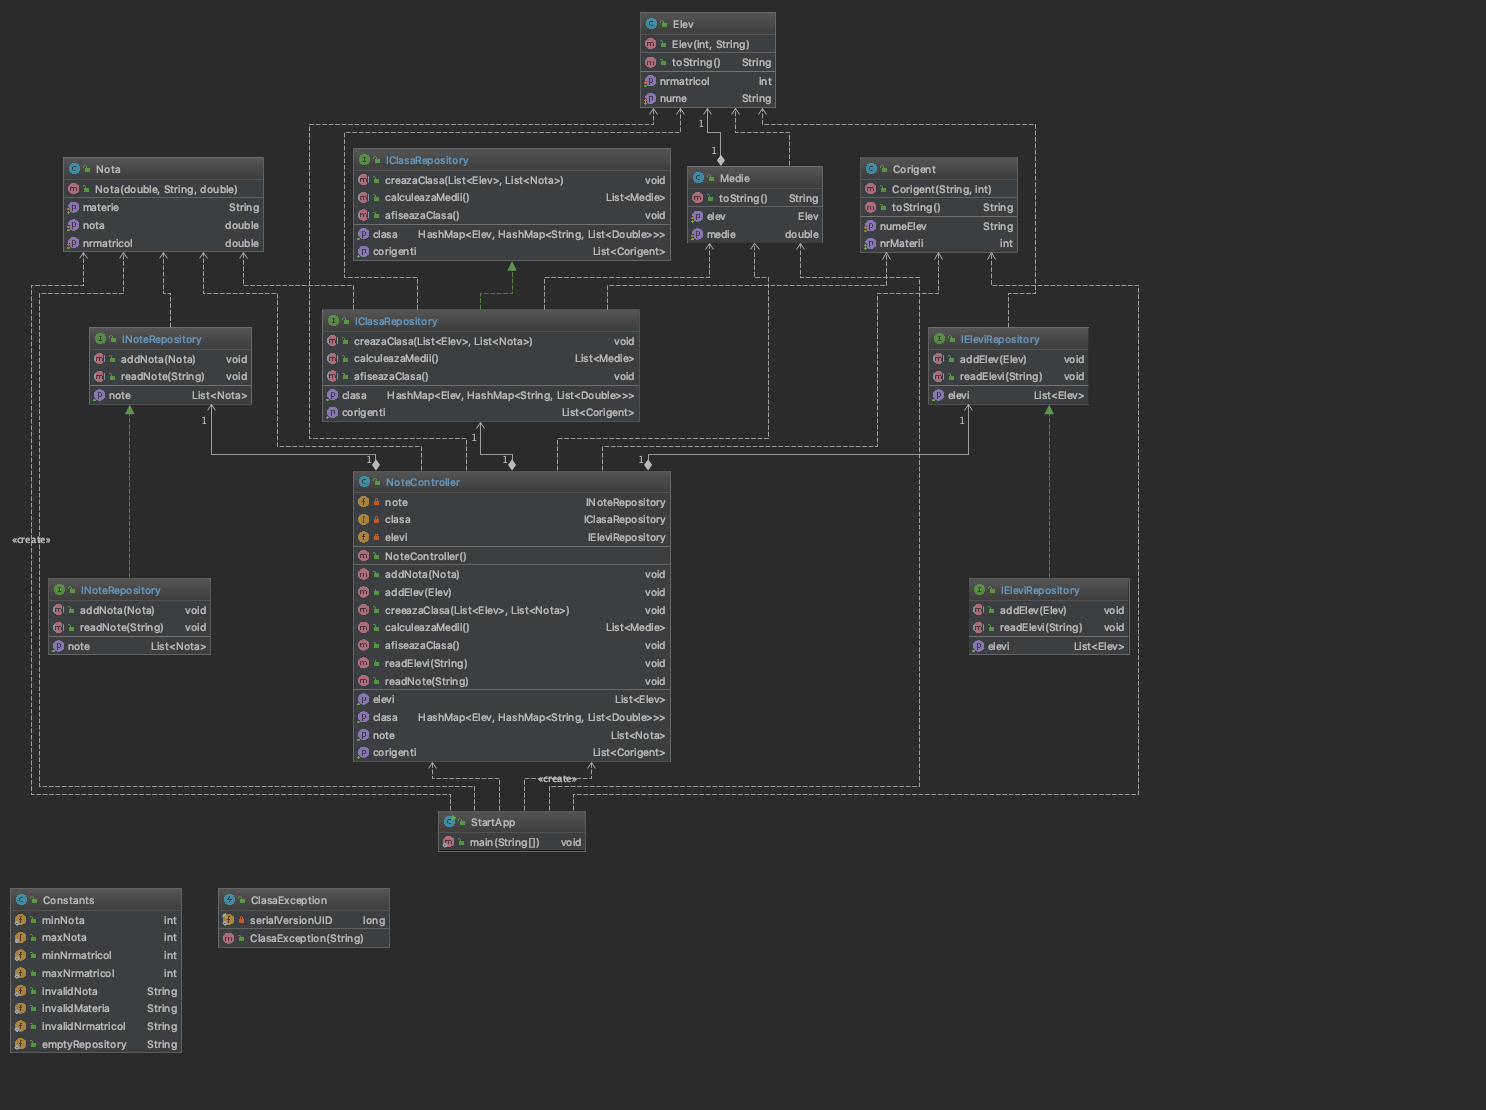 Elev
Elev(int, String)
toString() String
nrmatricol int
nume String
1
1
Nota
Nota(double, String, double)
materie String
nota double
nrmatricol double
IClasaRepository
creazaClasa(List<Elev>, List<Nota>) void
calculeazaMedii() List<Medie>
afiseazaClasa() void
clasa HashMap<Elev, HashMap<String, List<Double>>>
corigenti List<Corigent>
Medie
toString() String
elev Elev
medie double
Corigent
Corigent(String, int)
toString() String
numeElev String
nrMaterii int
INoteRepository
addNota(Nota) void
readNote(String) void
note List<Nota>
IClasaRepository
creazaClasa(List<Elev>, List<Nota>) void
calculeazaMedii() List<Medie>
afiseazaClasa() void
clasa HashMap<Elev, HashMap<String, List<Double>>>
corigenti List<Corigent>
IEleviRepository
addElev(Elev) void
readElevi(String) void
elevi List<Elev>
1
1
1
1
1
1
NoteController
note INoteRepository
clasa IClasaRepository
elevi IEleviRepository
NoteController()
addNota(Nota) void
addElev(Elev) void
creeazaClasa(List<Elev>, List<Nota>) void
calculeazaMedii() List<Medie>
afiseazaClasa() void
readElevi(String) void
readNote(String) void
elevi List<Elev>
clasa HashMap<Elev, HashMap<String, List<Double>>>
note List<Nota>
corigenti List<Corigent>
«create»
INoteRepository
addNota(Nota) void
readNote(String) void
note List<Nota>
IEleviRepository
addElev(Elev) void
readElevi(String) void
elevi List<Elev>
«create»
StartApp
main(String[]) void
Constants
minNota int
maxNota int
minNrmatricol int
maxNrmatricol int
invalidNota String
invalidMateria String
invalidNrmatricol String
emptyRepository String
ClasaException
serialVersionUID long
ClasaException(String)